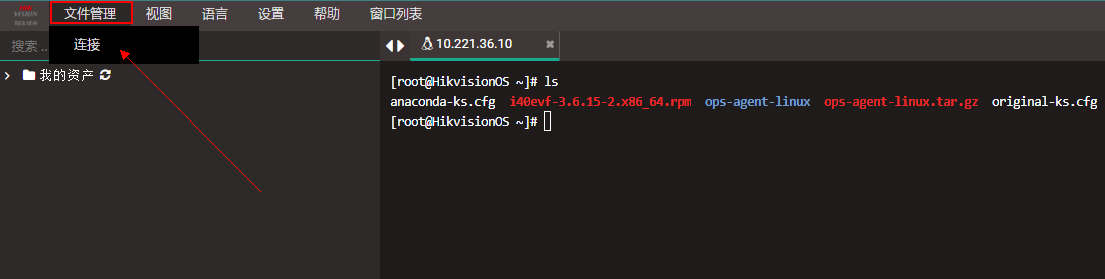 VISION
文件管理 视图 语言 设置 帮助 窗口列表
连接
搜索 ...
10.221.36.10
我的资产
[root@HikvisionOS ~]# ls
anaconda-ks.cfg i40evf-3.6.15-2.x86_64.rpm ops-agent-linux ops-agent-linux.tar.gz original-ks.cfg
[root@HikvisionOS ~]#